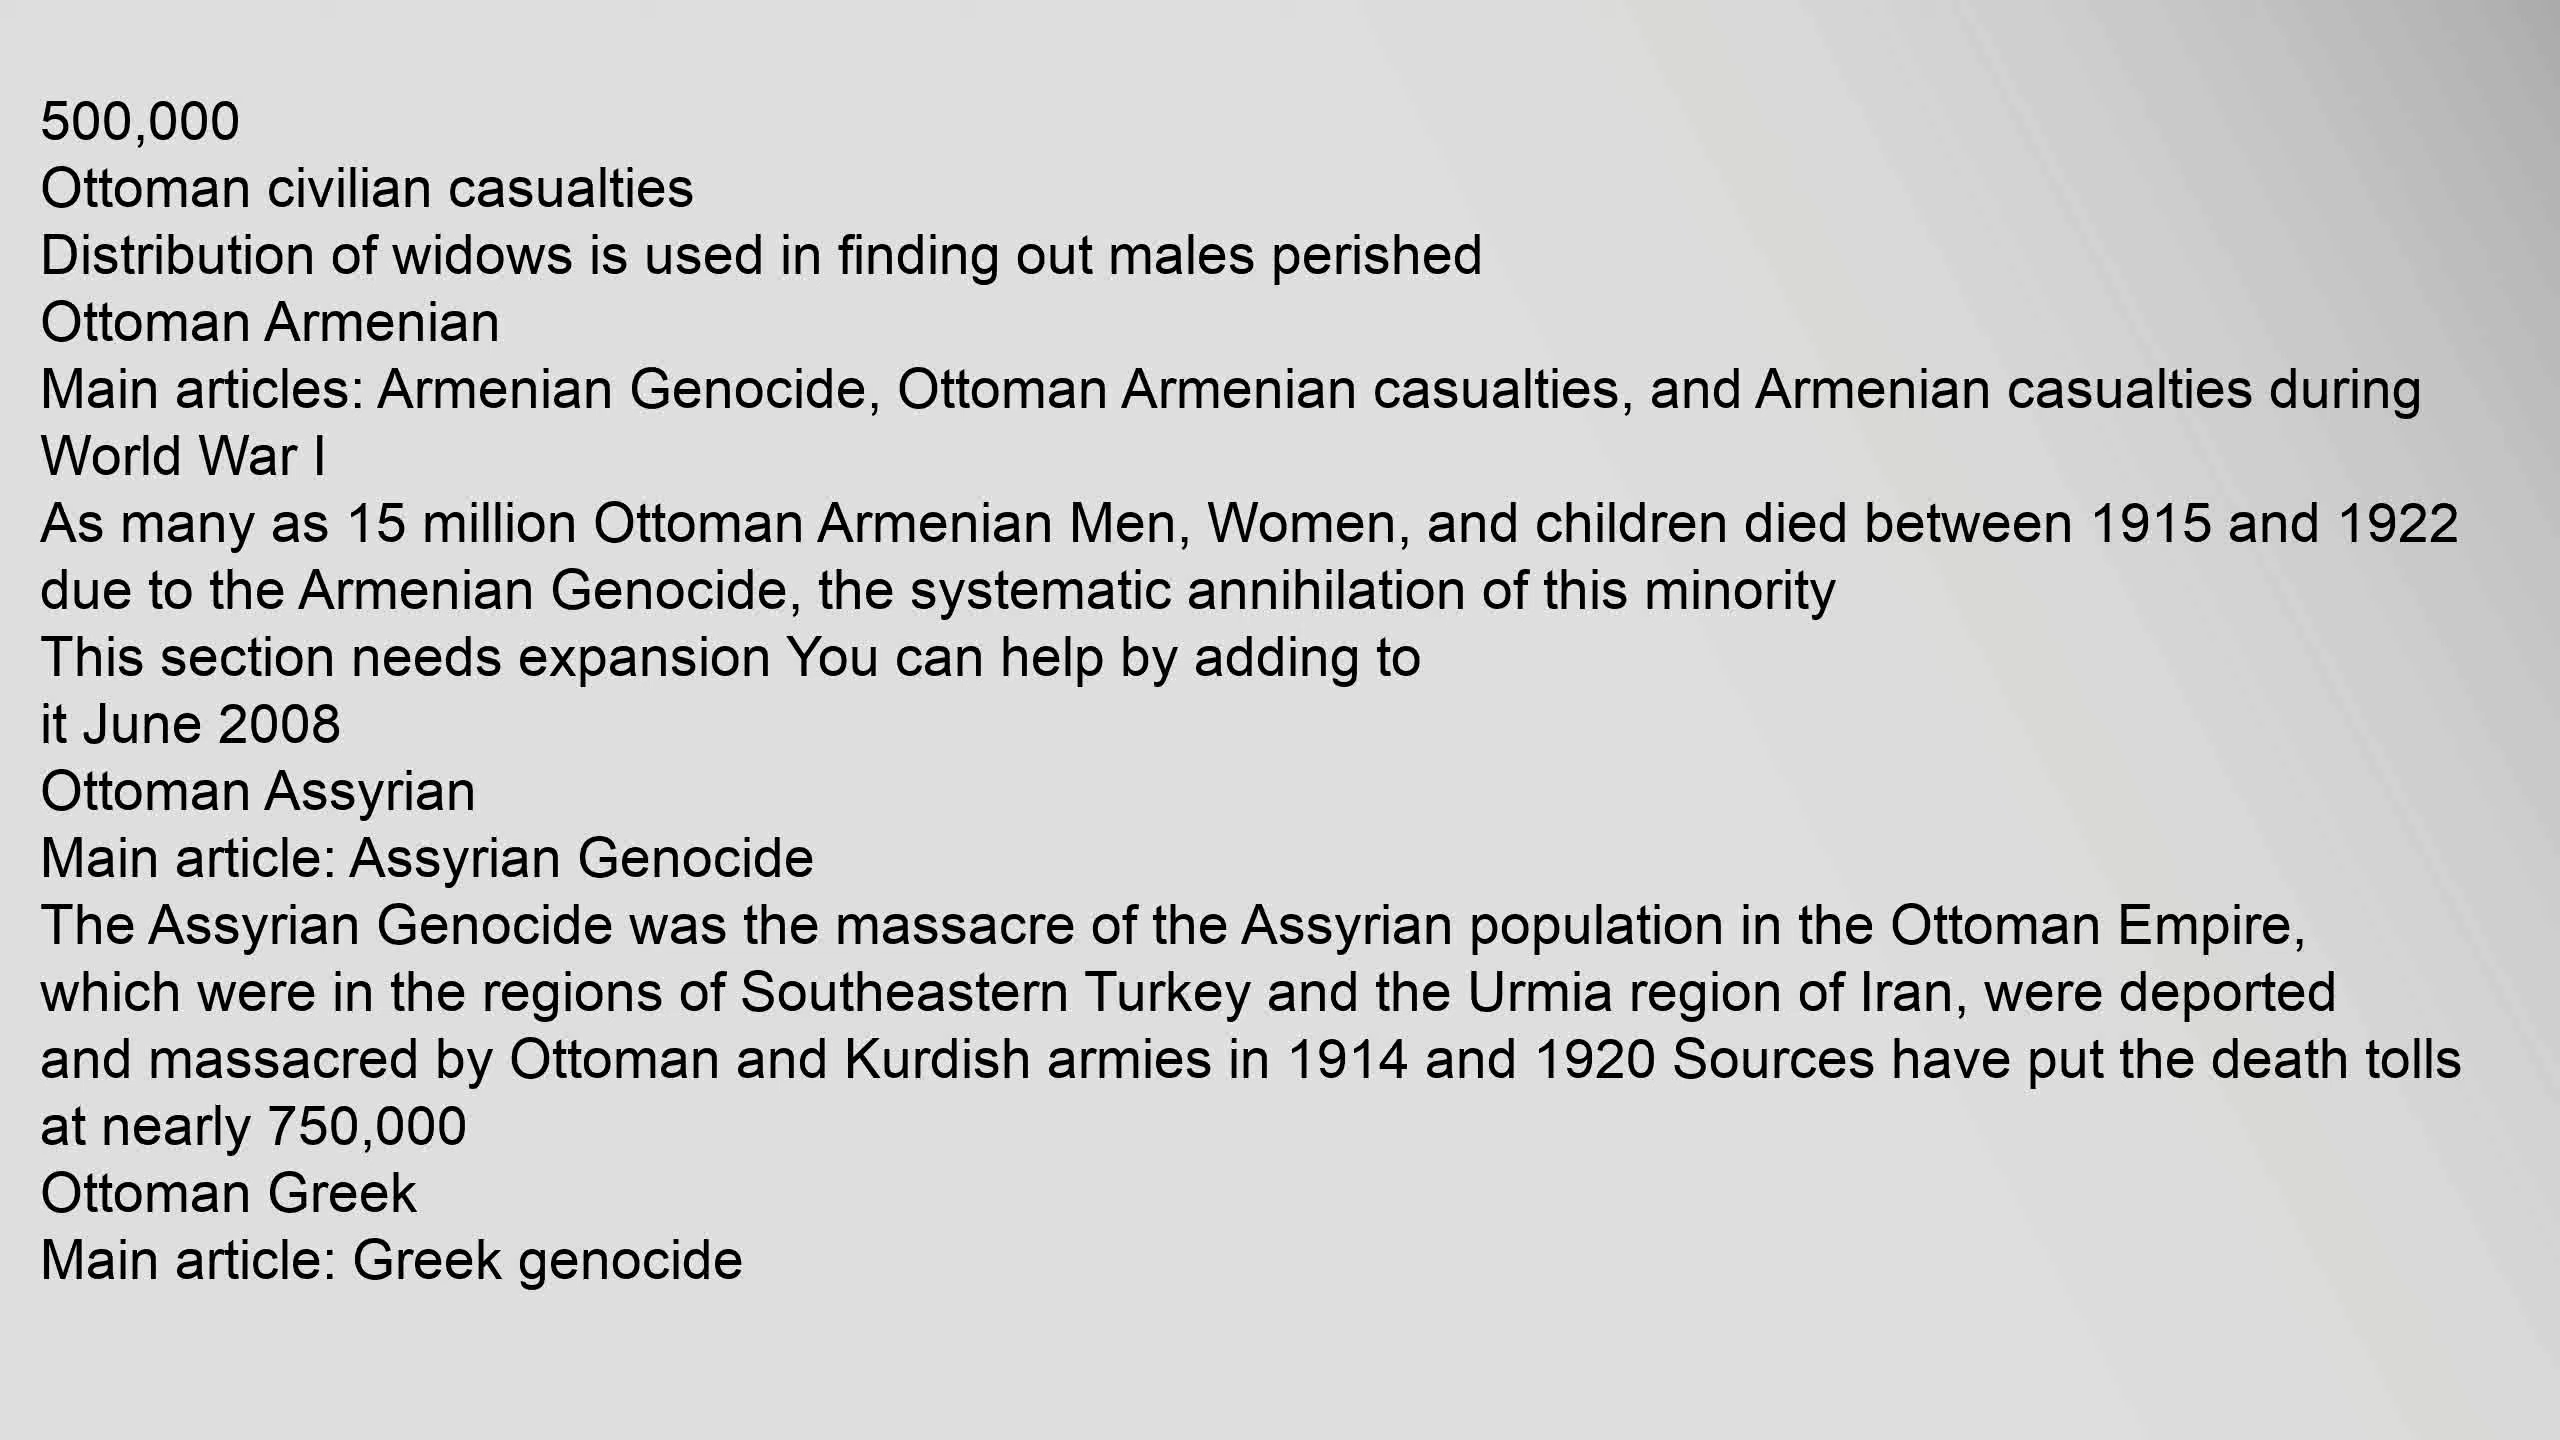 500,000
Ottoman civilian casualties
Distribution of widows is used in finding out males perished
Ottoman Armenian
Main articles: Armenian Genocide, Ottoman Armenian casualties, and Armenian casualties during
World War I
As many as 15 million Ottoman Armenian Men, Women, and children died between 1915 and 1922
due to the Armenian Genocide, the systematic annihilation of this minority
This section needs expansion You can help by adding to
it June 2008
Ottoman Assyrian
Main article: Assyrian Genocide
The Assyrian Genocide was the massacre of the Assyrian population in the Ottoman Empire,
which were in the regions of Southeastern Turkey and the Urmia region of Iran, were deported
and massacred by Ottoman and Kurdish armies in 1914 and 1920 Sources have put the death tolls
at nearly 750,000
Ottoman Greek
Main article: Greek genocide